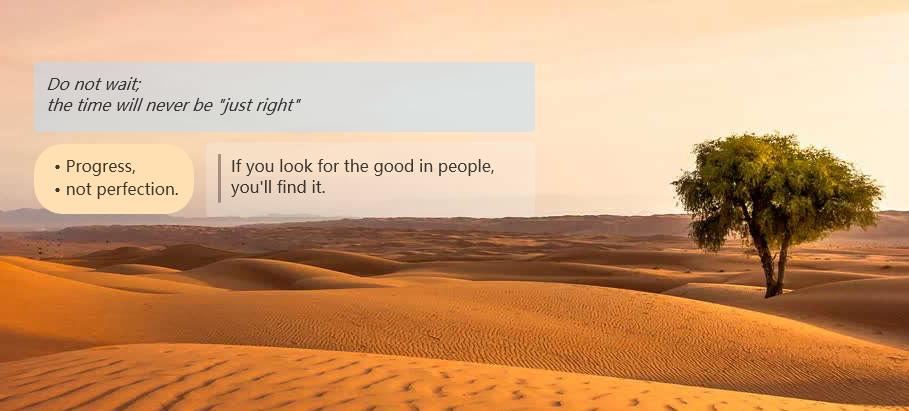 Do not wait;
the time will never be "just right"
• Progress,
• not perfection.
If you look for the good in people,
you'll find it.